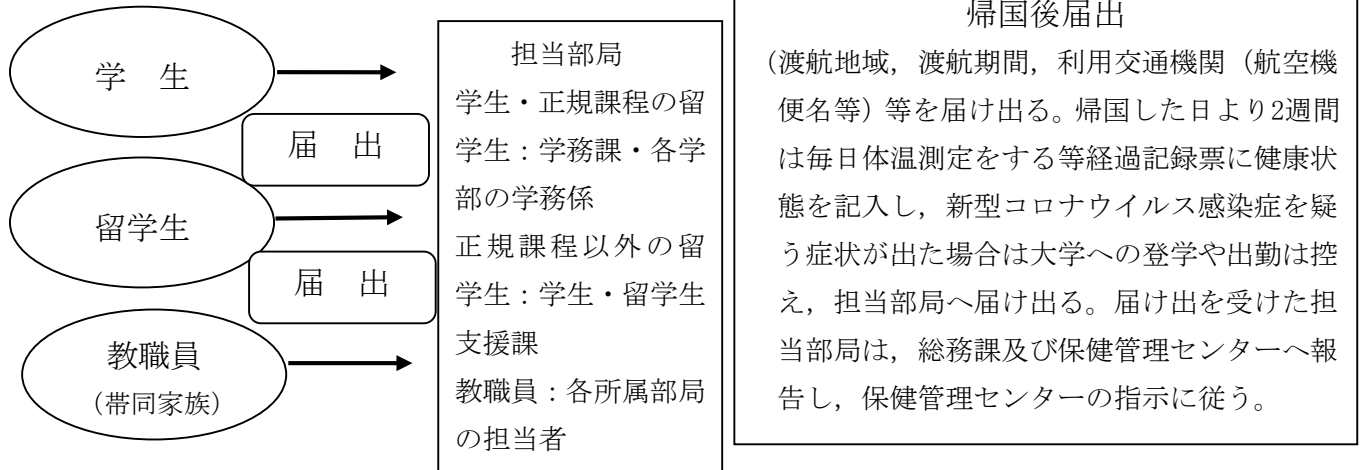 学　生
届　出
留学生
届　出
教職員
（帯同家族）
担当部局
学生・正規課程の留
学生：学務課・各学
部の学務係
正規課程以外の留
学生：学生・留学生
支援課
教職員：各所属部局
の担当者
帰国後届出
（渡航地域，渡航期間，利用交通機関（航空機
便名等）等を届け出る。帰国した日より2週間
は毎日体温測定をする等経過記録票に健康状
態を記入し，新型コロナウイルス感染症を疑
う症状が出た場合は大学への登学や出勤は控
え，担当部局へ届け出る。届け出を受けた担
当部局は，総務課及び保健管理センターへ報
告し，保健管理センターの指示に従う。